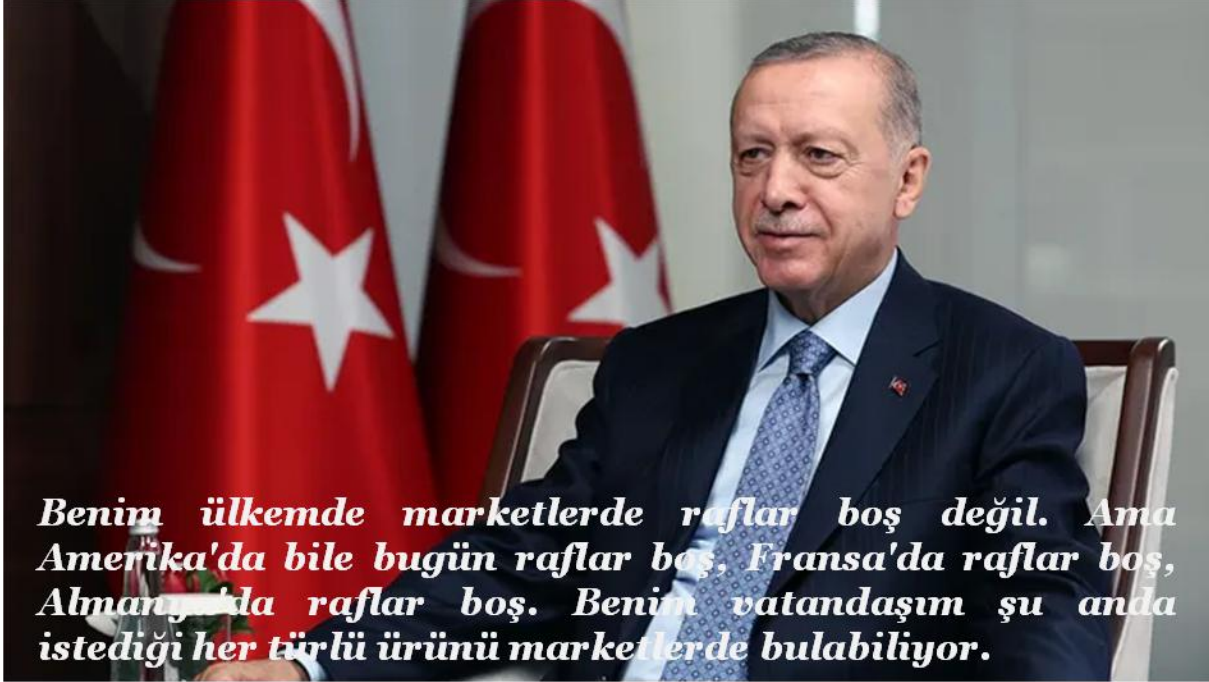 Benim ülkemde marketlerde raflar boş değil. Ama
Amerika'da bile bugün raflar boş, Fransa'da raflar boş,
Almanya'da raflar boş. Benim vatandaşım şu anda
istediği her türlü ürünü marketlerde bulabiliyor.